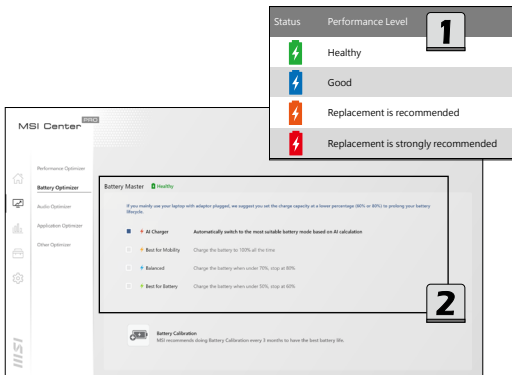 Status Performance Level
1
Healthy
Good
Replacement is recommended
Replacement is strongly recommended
MSI Center PRO
Performance Optimizer
Battery Optimizer
Audio Optimizer
Application Optimizer
Other Optimizer
Battery Master Healthy
If you mainly use your laptop with adaptor plugged, we suggest you set the charge capacity at a lower percentage (60% or 80%) to prolong your battery
lifecycle.
AI Charger Automatically switch to the most suitable battery mode based on AI calculation
Best for Mobility Charge the battery to 100% all the time
Balanced Charge the battery when under 70%, stop at 80%
Best for Battery Charge the battery when under 50%, stop at 60%
2
Battery Calibration
MSI recommends doing Battery Calibration every 3 months to have the best battery life.
msi